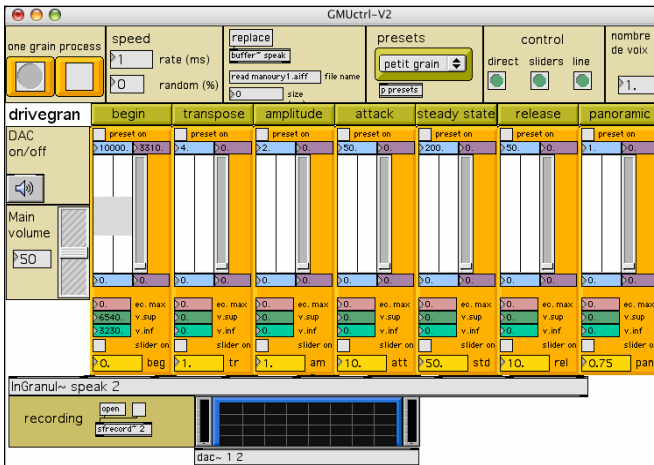 GMUctrl-V2
one grain process
speed
1 rate (ms)
0 random (%)
replace
buffer~ speak
read manoury1.aiff file name
0 size
presets
petit grain
p presets
control
direct sliders line
nombre
de voix
1.
drivegran begin transpose amplitude attack steady state release panoramic
DAC
on/off
preset on preset on preset on preset on preset on preset on preset on
10000. 3310. 4. 0. 2. 0. 50. 0. 200. 0. 50. 0. 1. 0.
Main
volume
50
0. 0. 0. 0. 0. 0. 0. 0. 0. 0. 0. 0. 0. 0.
0. ec. max 0. ec. max 0. ec. max 0. ec. max 0. ec. max 0. ec. max 0. ec. max
6540. v.sup 0. v.sup 0. v.sup 0. v.sup 0. v.sup 0. v.sup 0. v.sup
3230. v.inf 0. v.inf 0. v.inf 0. v.inf 0. v.inf 0. v.inf 0. v.inf
slider on slider on slider on slider on slider on slider on slider on
0. beg 1. tr 1. am 10. att 50. std 10. rel 0.75 pan
InGranul~ speak 2
recording
open
sfrecord~ 2
dac~ 1 2